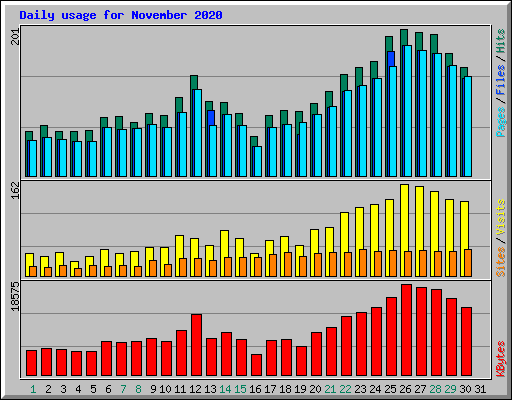 Daily usage for November 2020
201
Pages / Files / Hits
162
Sites / Visits
18575
KBytes
1 2 3 4 5 6 7 8 9 10 11 12 13 14 15 16 17 18 19 20 21 22 23 24 25 26 27 28 29 30 31